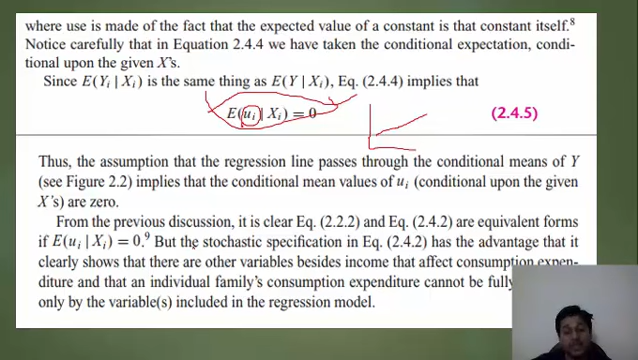 where use is made of the fact that the expected value of a constant is that constant itself.⁸
Notice carefully that in Equation 2.4.4 we have taken the conditional expectation, condi-
tional upon the given X's.
Since E(Yᵢ | Xᵢ) is the same thing as E(Y | Xᵢ), Eq. (2.4.4) implies that
E(uᵢ | Xᵢ) = 0 (2.4.5)
Thus, the assumption that the regression line passes through the conditional means of Y
(see Figure 2.2) implies that the conditional mean values of uᵢ (conditional upon the given
X's) are zero.
From the previous discussion, it is clear Eq. (2.2.2) and Eq. (2.4.2) are equivalent forms
if E(uᵢ | Xᵢ) = 0.⁹ But the stochastic specification in Eq. (2.4.2) has the advantage that it
clearly shows that there are other variables besides income that affect consumption expen-
diture and that an individual family's consumption expenditure cannot be fully
only by the variable(s) included in the regression model.